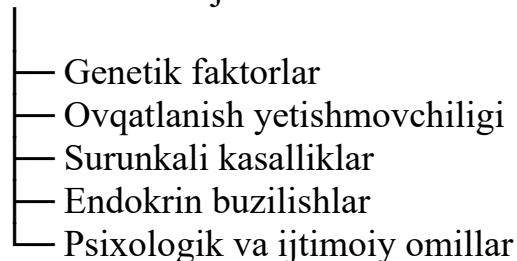 Genetik faktorlar
Ovqatlanish yetishmovchiligi
Surunkali kasalliklar
Endokrin buzilishlar
Psixologik va ijtimoiy omillar